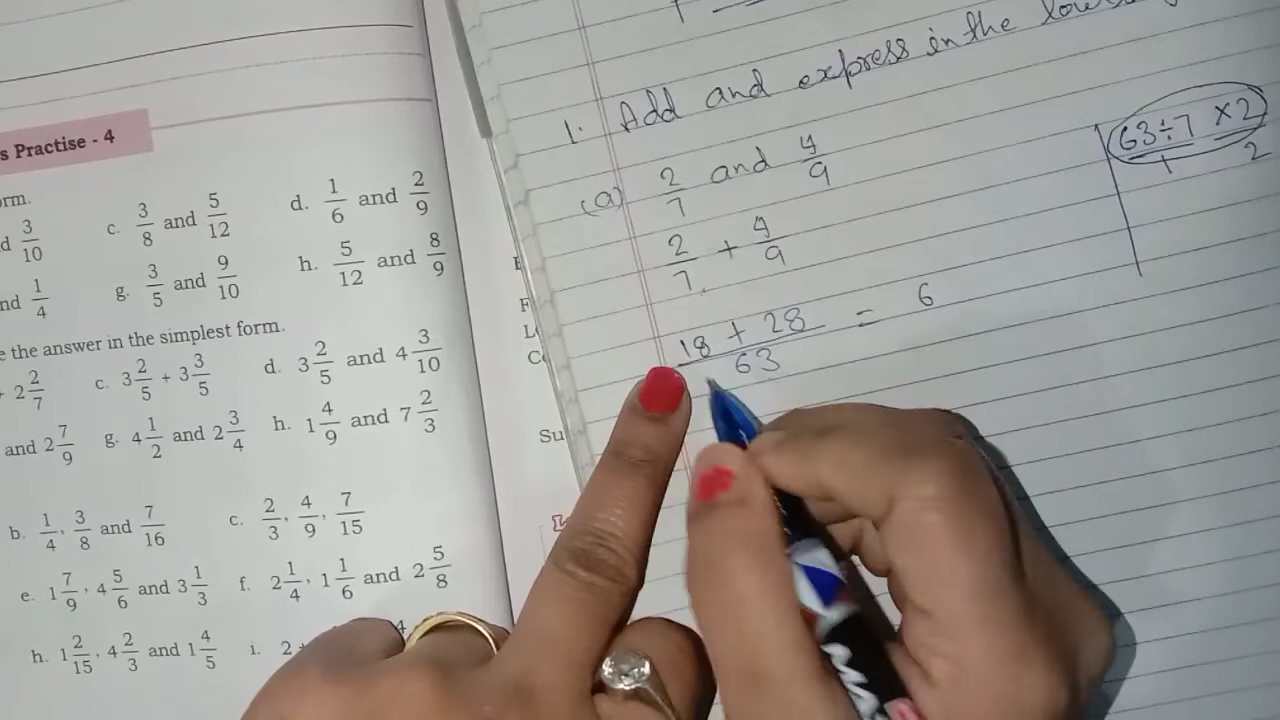 s Practise - 4
rm.
d 3/10 c. 3/8 and 5/12 d. 1/6 and 2/9
nd 1/4 g. 3/5 and 9/10 h. 5/12 and 8/9
e the answer in the simplest form.
+ 2 2/7 c. 3 2/5 + 3 3/5 d. 3 2/5 and 4 3/10
and 2 7/9 g. 4 1/2 and 2 3/4 h. 1 4/9 and 7 2/3
b. 1/4, 3/8 and 7/16 c. 2/3, 4/9, 7/15
e. 1 7/9, 4 5/6 and 3 1/3 f. 2 1/4, 1 1/6 and 2 5/8
h. 1 2/15, 4 2/3 and 1 4/5 i. 2
Su
1. Add and express in the
(a) 2/7 and 4/9
2/7 + 4/9
18 + 28/63 = 6
63÷7 × 2
1 2